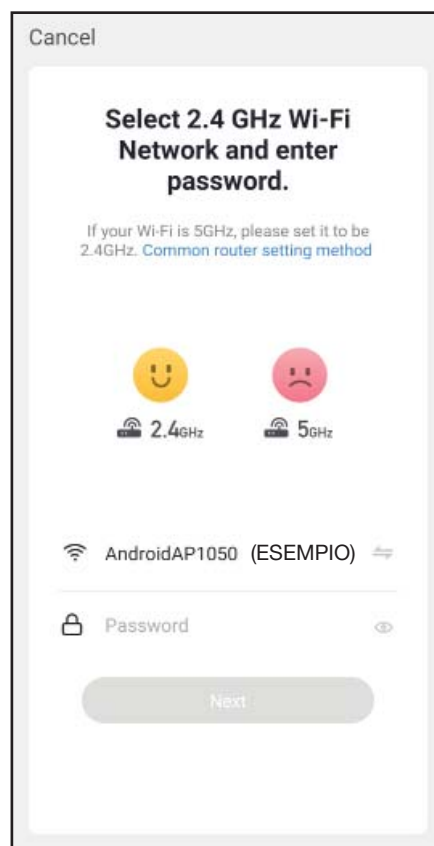 Cancel
Select 2.4 GHz Wi-Fi
Network and enter
password.
If your Wi-Fi is 5GHz, please set it to be
2.4GHz. Common router setting method
2.4GHz 5GHz
AndroidAP1050 (ESEMPIO)
Password
Next